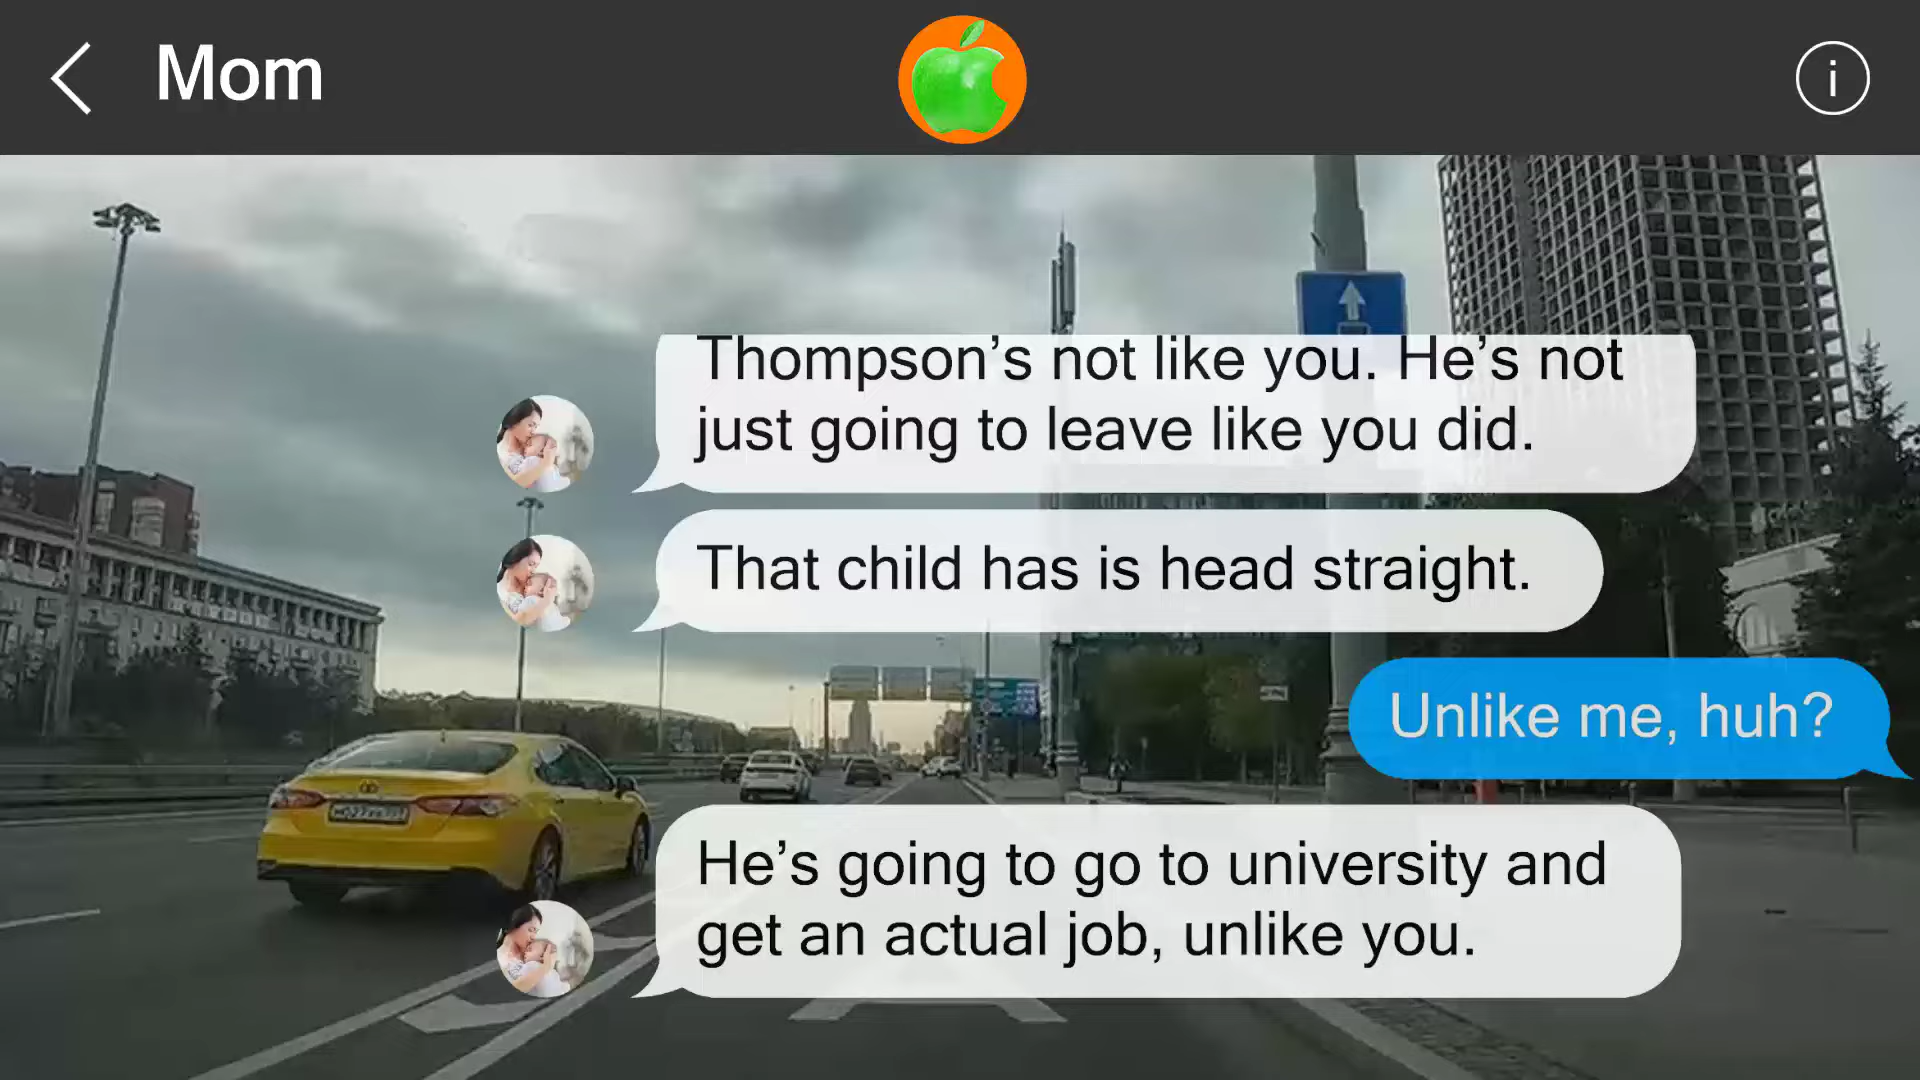 Mom
i
Thompson’s not like you. He’s not
just going to leave like you did.
That child has is head straight.
Unlike me, huh?
He’s going to go to university and
get an actual job, unlike you.